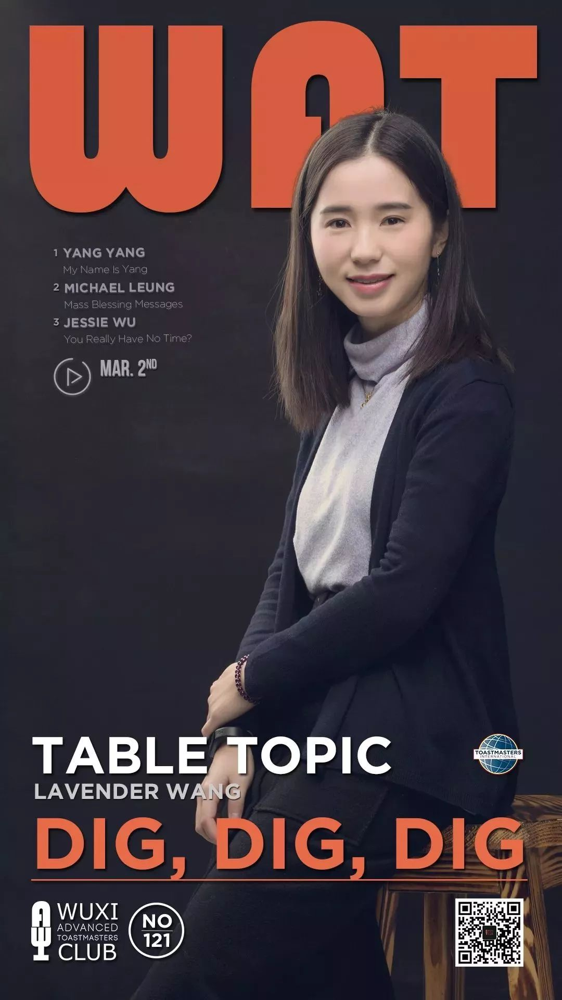 WAT
1 YANG YANG
My Name Is Yang
2 MICHAEL LEUNG
Mass Blessing Messages
3 JESSIE WU
You Really Have No Time?
MAR. 2ND
TABLE TOPIC
TOASTMASTERS
INTERNATIONAL
LAVENDER WANG
DIG, DIG, DIG
WUXI
ADVANCED
TOASTMASTERS
CLUB
NO
121